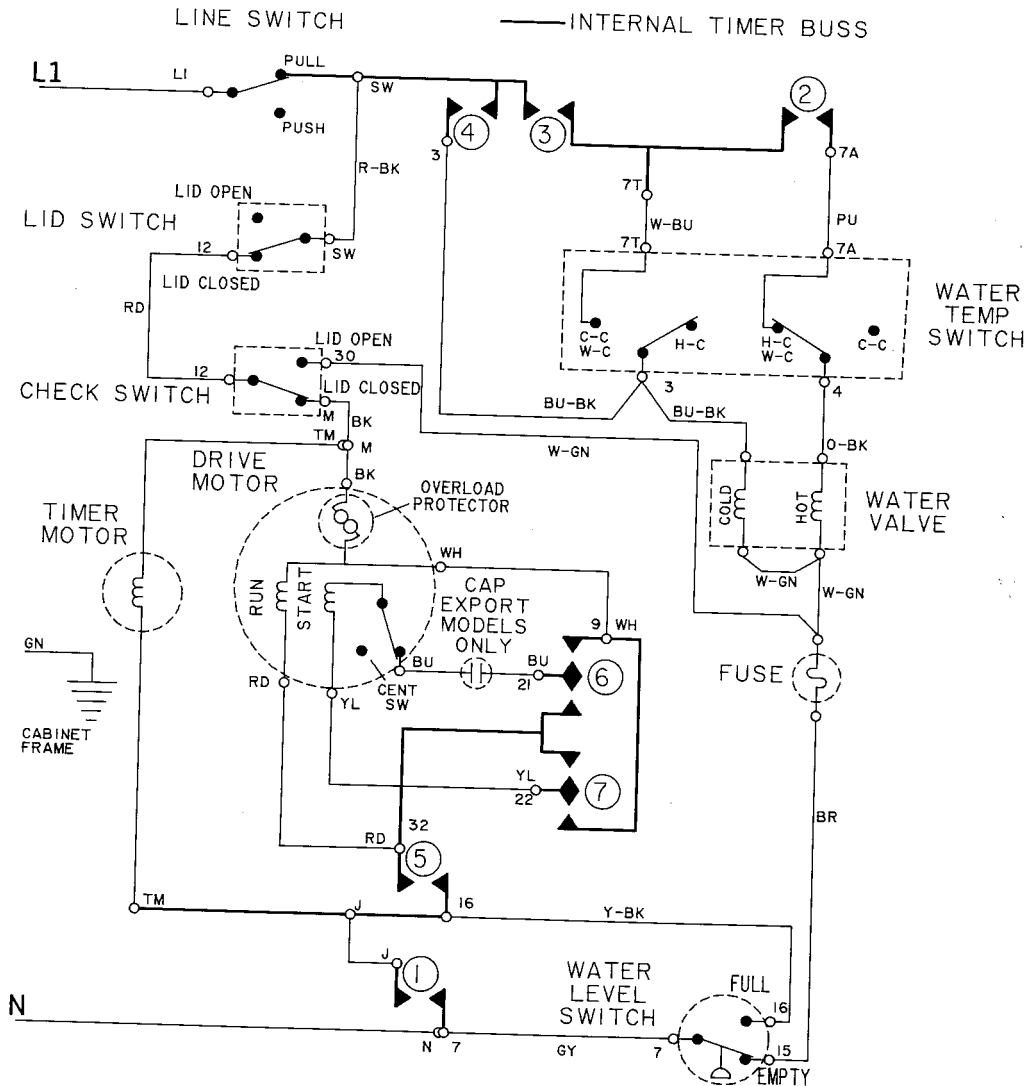 LINE SWITCH
INTERNAL TIMER BUSS
L1
L1
PULL
PUSH
SW
R-BK
4
3
3
2
7A
7T
W-BU
PU
7T
7A
LID SWITCH
LID OPEN
12
SW
LID CLOSED
RD
WATER
TEMP
SWITCH
C-C
W-C
H-C
H-C
W-C
C-C
3
4
CHECK SWITCH
LID OPEN
30
12
LID CLOSED
M
BK
TM
M
BU-BK
BU-BK
W-GN
O-BK
DRIVE
MOTOR
BK
OVERLOAD
PROTECTOR
COLD
HOT
WATER
VALVE
W-GN
W-GN
TIMER
MOTOR
RUN
START
WH
CAP
EXPORT
MODELS
ONLY
9
WH
GN
CABINET
FRAME
RD
YL
CENT
SW
BU
BU
21
6
FUSE
YL
22
7
BR
32
RD
5
TM
J
16
Y-BK
J
1
WATER
LEVEL
SWITCH
FULL
16
N
N
7
GY
7
15
EMPTY